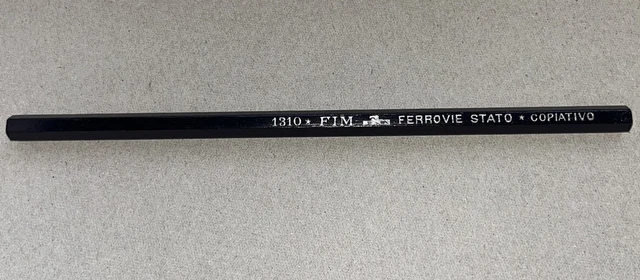 1310 * FIM FERROVIE STATO * COPIATIVO